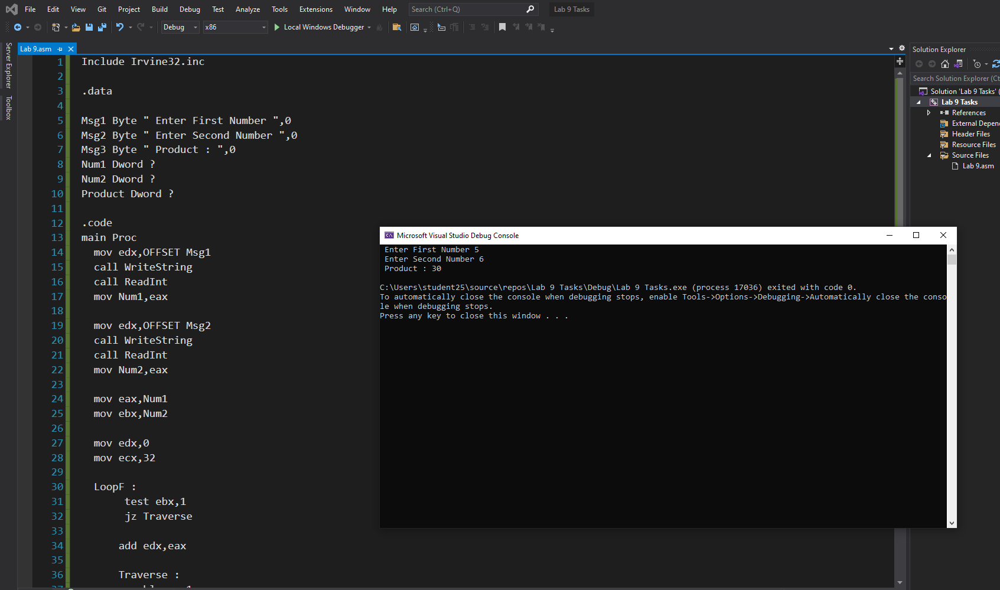 File Edit View Git Project Build Debug Test Analyze Tools Extensions Window Help Search (Ctrl+Q) Lab 9 Tasks
Debug x86 Local Windows Debugger
Server Explorer
Toolbox
Lab 9.asm
1 Include Irvine32.inc
2
3 .data
4
5 Msg1 Byte " Enter First Number ",0
6 Msg2 Byte " Enter Second Number ",0
7 Msg3 Byte " Product : ",0
8 Num1 Dword ?
9 Num2 Dword ?
10 Product Dword ?
11
12 .code
13 main Proc
14 mov edx,OFFSET Msg1
15 call WriteString
16 call ReadInt
17 mov Num1,eax
18
19 mov edx,OFFSET Msg2
20 call WriteString
21 call ReadInt
22 mov Num2,eax
23
24 mov eax,Num1
25 mov ebx,Num2
26
27 mov edx,0
28 mov ecx,32
29
30 LoopF :
31 test ebx,1
32 jz Traverse
33
34 add edx,eax
35
36 Traverse :
37
Microsoft Visual Studio Debug Console
Enter First Number 5
Enter Second Number 6
Product : 30
C:\Users\student25\source\repos\Lab 9 Tasks\Debug\Lab 9 Tasks.exe (process 17036) exited with code 0.
To automatically close the console when debugging stops, enable Tools->Options->Debugging->Automatically close the conso
le when debugging stops.
Press any key to close this window . . .
Solution Explorer
Search Solution Explorer (Ct
Solution 'Lab 9 Tasks' (
Lab 9 Tasks
References
External Depen
Header Files
Resource Files
Source Files
Lab 9.asm